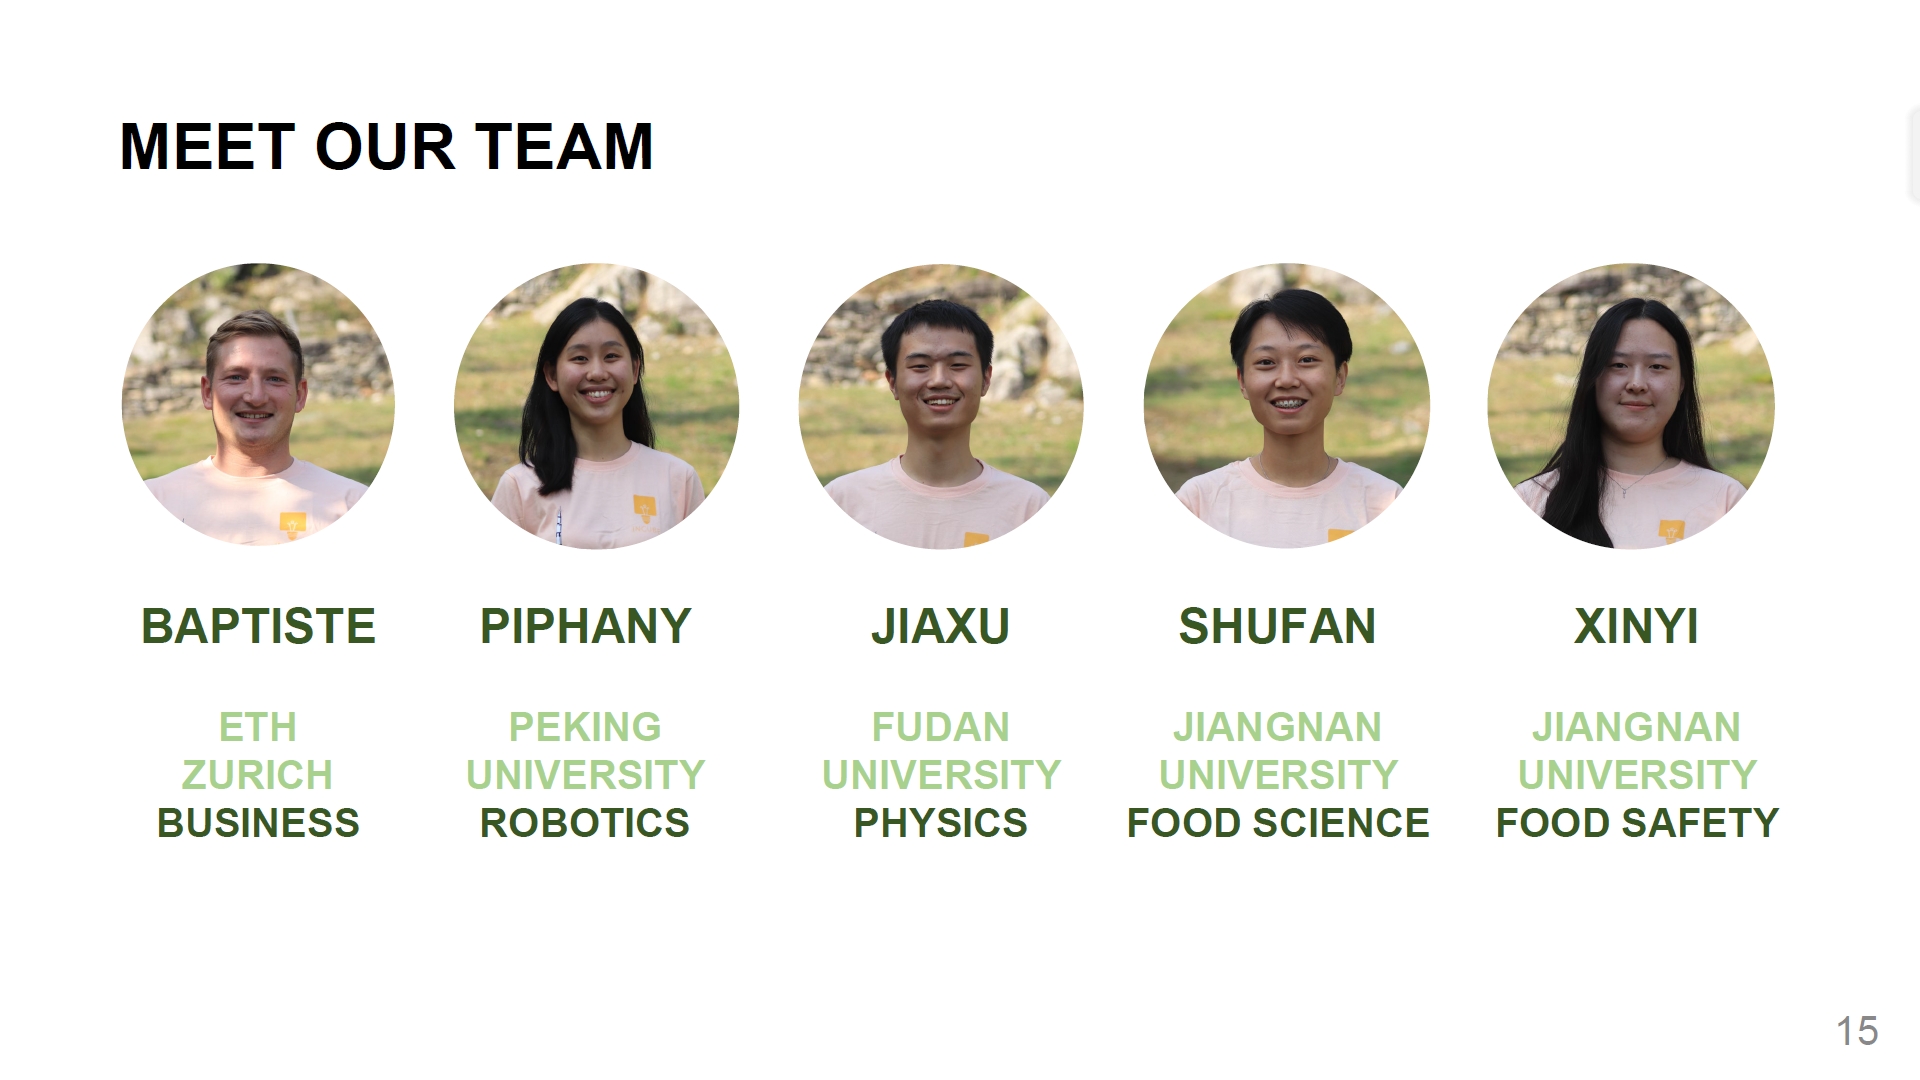 MEET OUR TEAM
BAPTISTE
ETH
ZURICH
BUSINESS
PIPHANY
PEKING
UNIVERSITY
ROBOTICS
JIAXU
FUDAN
UNIVERSITY
PHYSICS
SHUFAN
JIANGNAN
UNIVERSITY
FOOD SCIENCE
XINYI
JIANGNAN
UNIVERSITY
FOOD SAFETY
15